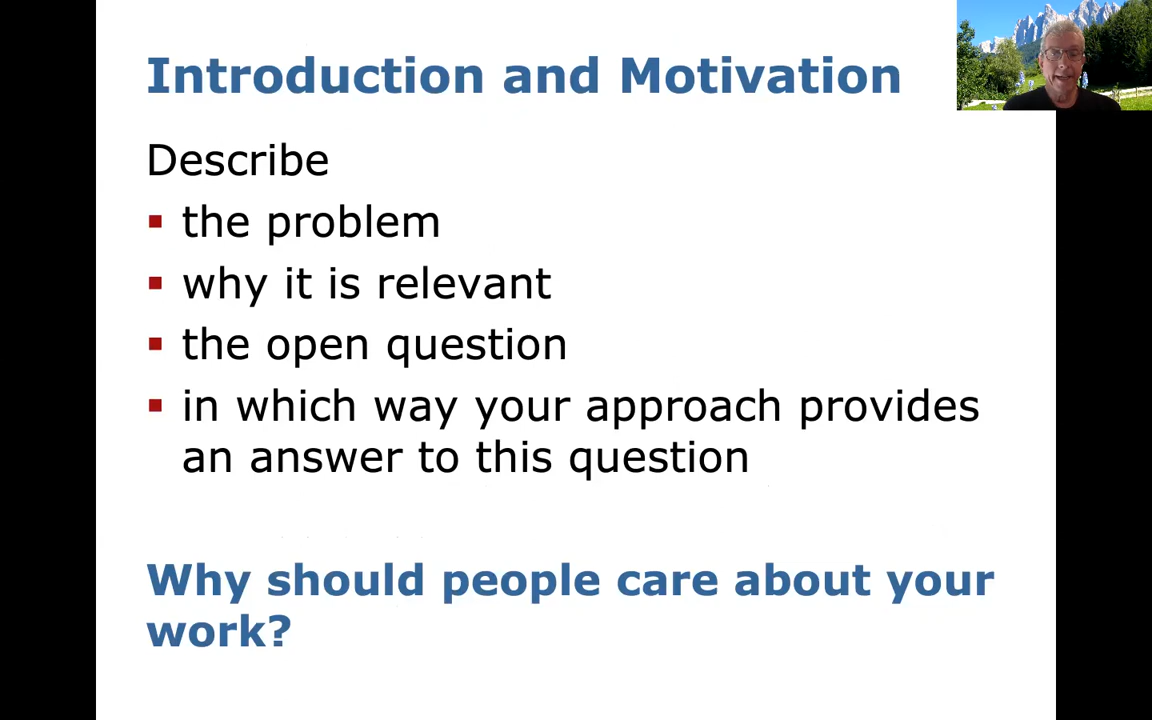 Introduction and Motivation
Describe
▪ the problem
▪ why it is relevant
▪ the open question
▪ in which way your approach provides
an answer to this question
Why should people care about your
work?